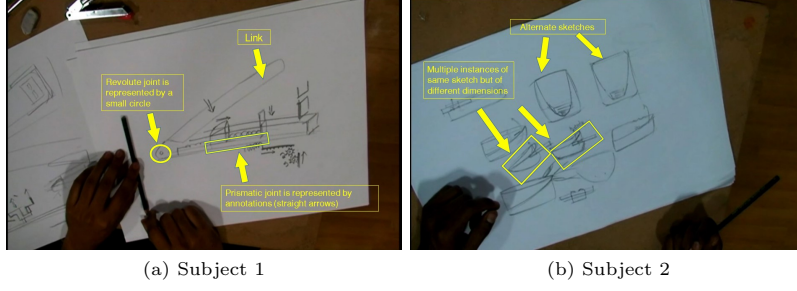 Link
Revolute joint is
represented by a
small circle
Prismatic joint is represented by
annotations (straight arrows)
Alternate sketches
Multiple instances of
same sketch but of
different dimensions
(a) Subject 1
(b) Subject 2